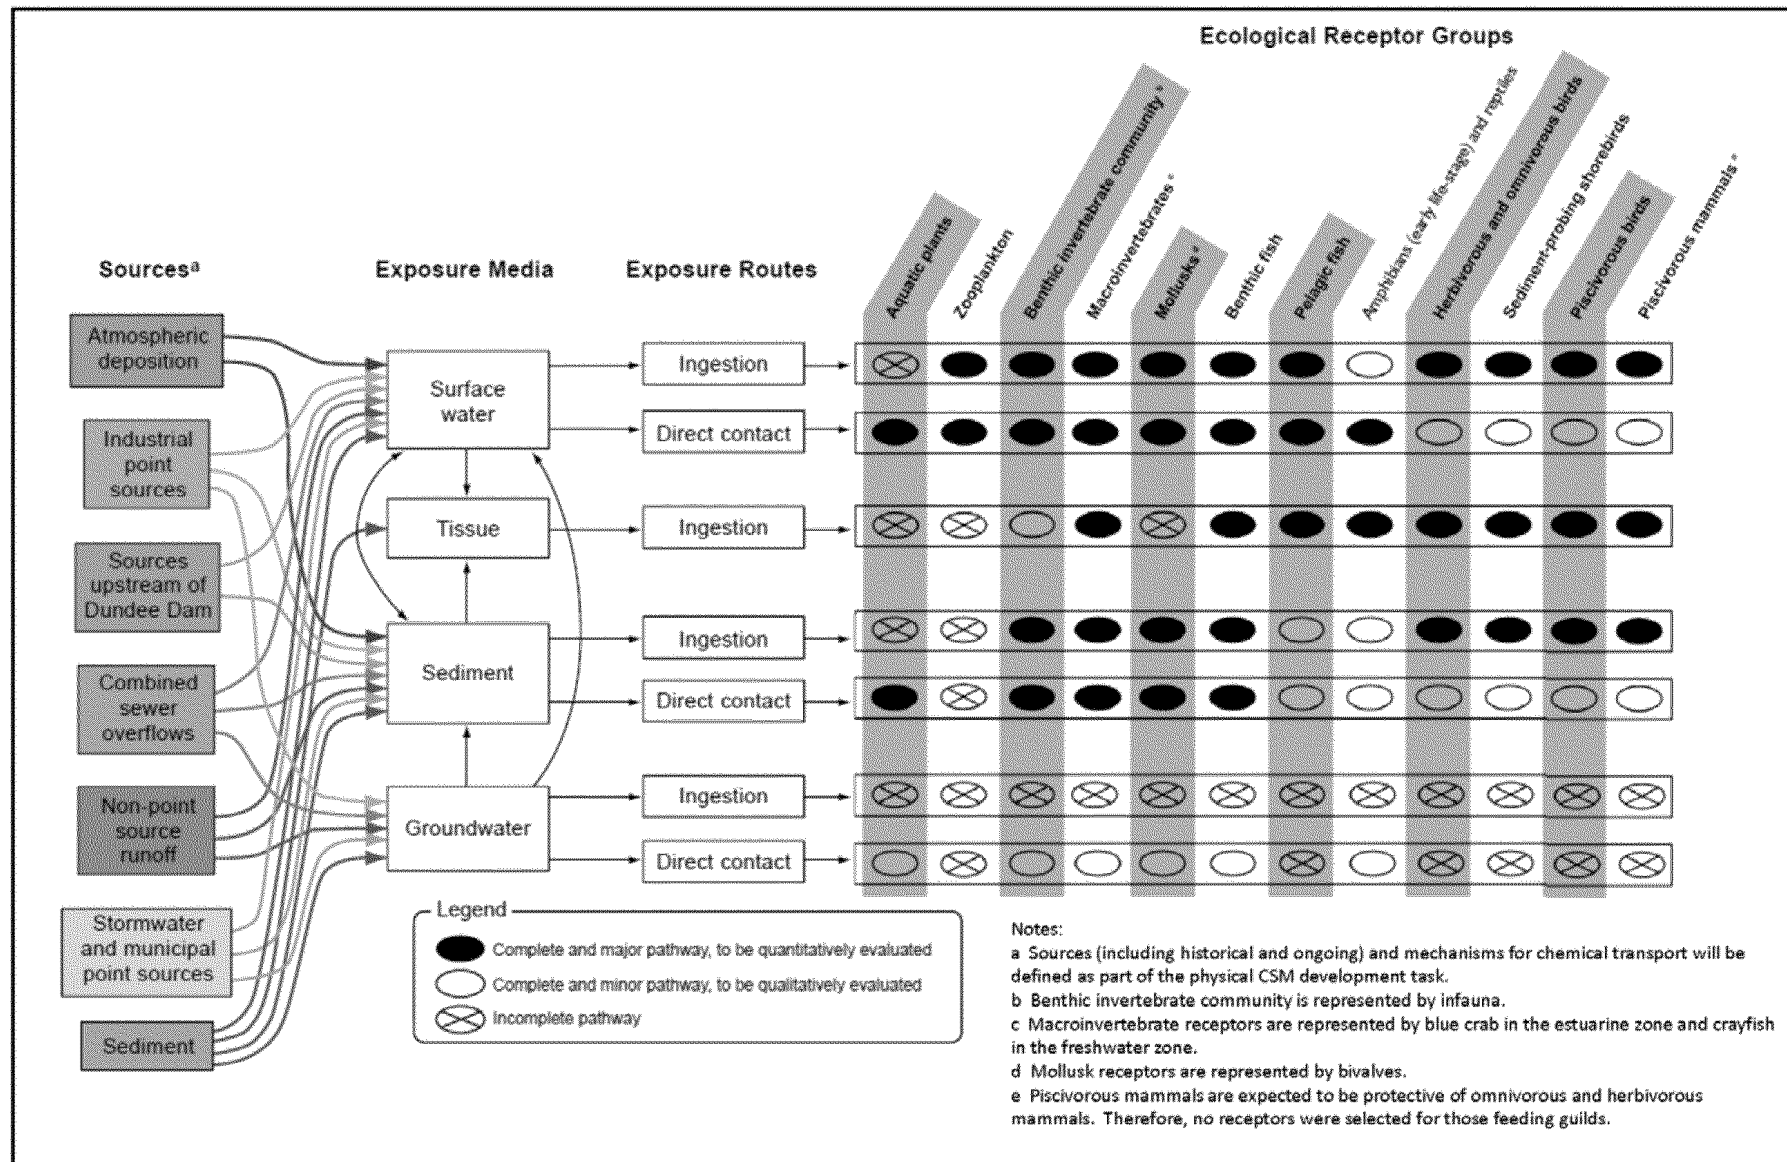 Ecological Receptor Groups
Sourcesᵃ
Exposure Media
Exposure Routes
Aquatic plants
Zooplankton
Benthic invertebrate community
Macroinvertebrates ᶜ
Mollusks
Benthic fish
Pelagic fish
Amphibians (early life-stage) and reptiles
Herbivorous and omnivorous birds
Sediment-probing shorebirds
Piscivorous birds
Piscivorous mammals
Atmospheric
deposition
Industrial
point
sources
Sources
upstream of
Dundee Dam
Combined
sewer
overflows
Non-point
source
runoff
Stormwater
and municipal
point sources
Sediment
Surface
water
Tissue
Sediment
Groundwater
Ingestion
Direct contact
Ingestion
Ingestion
Direct contact
Ingestion
Direct contact
Legend
Complete and major pathway, to be quantitatively evaluated
Complete and minor pathway, to be qualitatively evaluated
Incomplete pathway
Notes:
a Sources (including historical and ongoing) and mechanisms for chemical transport will be
defined as part of the physical CSM development task.
b Benthic invertebrate community is represented by infauna.
c Macroinvertebrate receptors are represented by blue crab in the estuarine zone and crayfish
in the freshwater zone.
d Mollusk receptors are represented by bivalves.
e Piscivorous mammals are expected to be protective of omnivorous and herbivorous
mammals. Therefore, no receptors were selected for those feeding guilds.